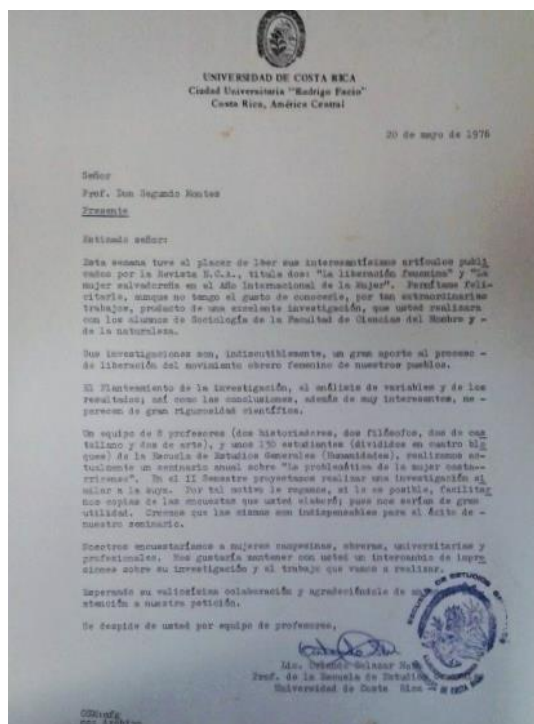 UNIVERSIDAD DE COSTA RICA
Ciudad Universitaria "Rodrigo Facio"
Costa Rica, América Central
20 de mayo de 1976
Señor
Prof. Don Segundo Montes
Presente
Estimado señor:
Esta semana tuve el placer de leer sus interesantísimos artículos publi
cados por la Revista E.C.A., titula dos: "La liberación femenina" y "La
mujer salvadoreña en el Año Internacional de la Mujer". Permítame feli-
citarlo, aunque no tengo el gusto de conocerlo, por tan extraordinarios
trabajos, producto de una excelente investigación, que usted realizara
con los alumnos de Sociología de la Facultad de Ciencias del Hombre y -
de la naturaleza.
Sus investigaciones son, indiscutiblemente, un gran aporte al proceso -
de liberación del movimiento obrero femenino de nuestros pueblos.
El Planteamiento de la investigación, el análisis de variables y de los
resultados; así como las conclusiones, además de muy interesantes, me -
parecen de gran rigurosidad científica.
Un equipo de 8 profesores (dos historiadores, dos filósofos, dos de cas
tellano y dos de arte), y unos 130 estudiantes (divididos en cuatro blo
ques) de la Escuela de Estudios Generales (Humanidades), realizamos ac-
tualmente un seminario anual sobre "La problemática de la mujer costa--
rricense". En el II Semestre proyectamos realizar una investigación si
milar a la suya. Por tal motivo le rogamos, si le es posible, facilitar
nos copias de las encuestas que usted elaboró; pues nos serían de gran
utilidad. Creemos que las mismas son indispensables para el éxito de -
nuestro seminario.
Nosotros encuestaríamos a mujeres campesinas, obreras, universitarias y
profesionales. Nos gustaría mantener con usted un intercambio de impre
siones sobre su investigación y el trabajo que vamos a realizar.
Esperando su valiosísima colaboración y agradeciéndole de
atención a nuestra petición.
Se despide de usted por equipo de profesores,
Lic. Salazar
Prof. de la Escuela de Estudios
Universidad de Costa Rica
ESCUELA DE ESTUDIOS